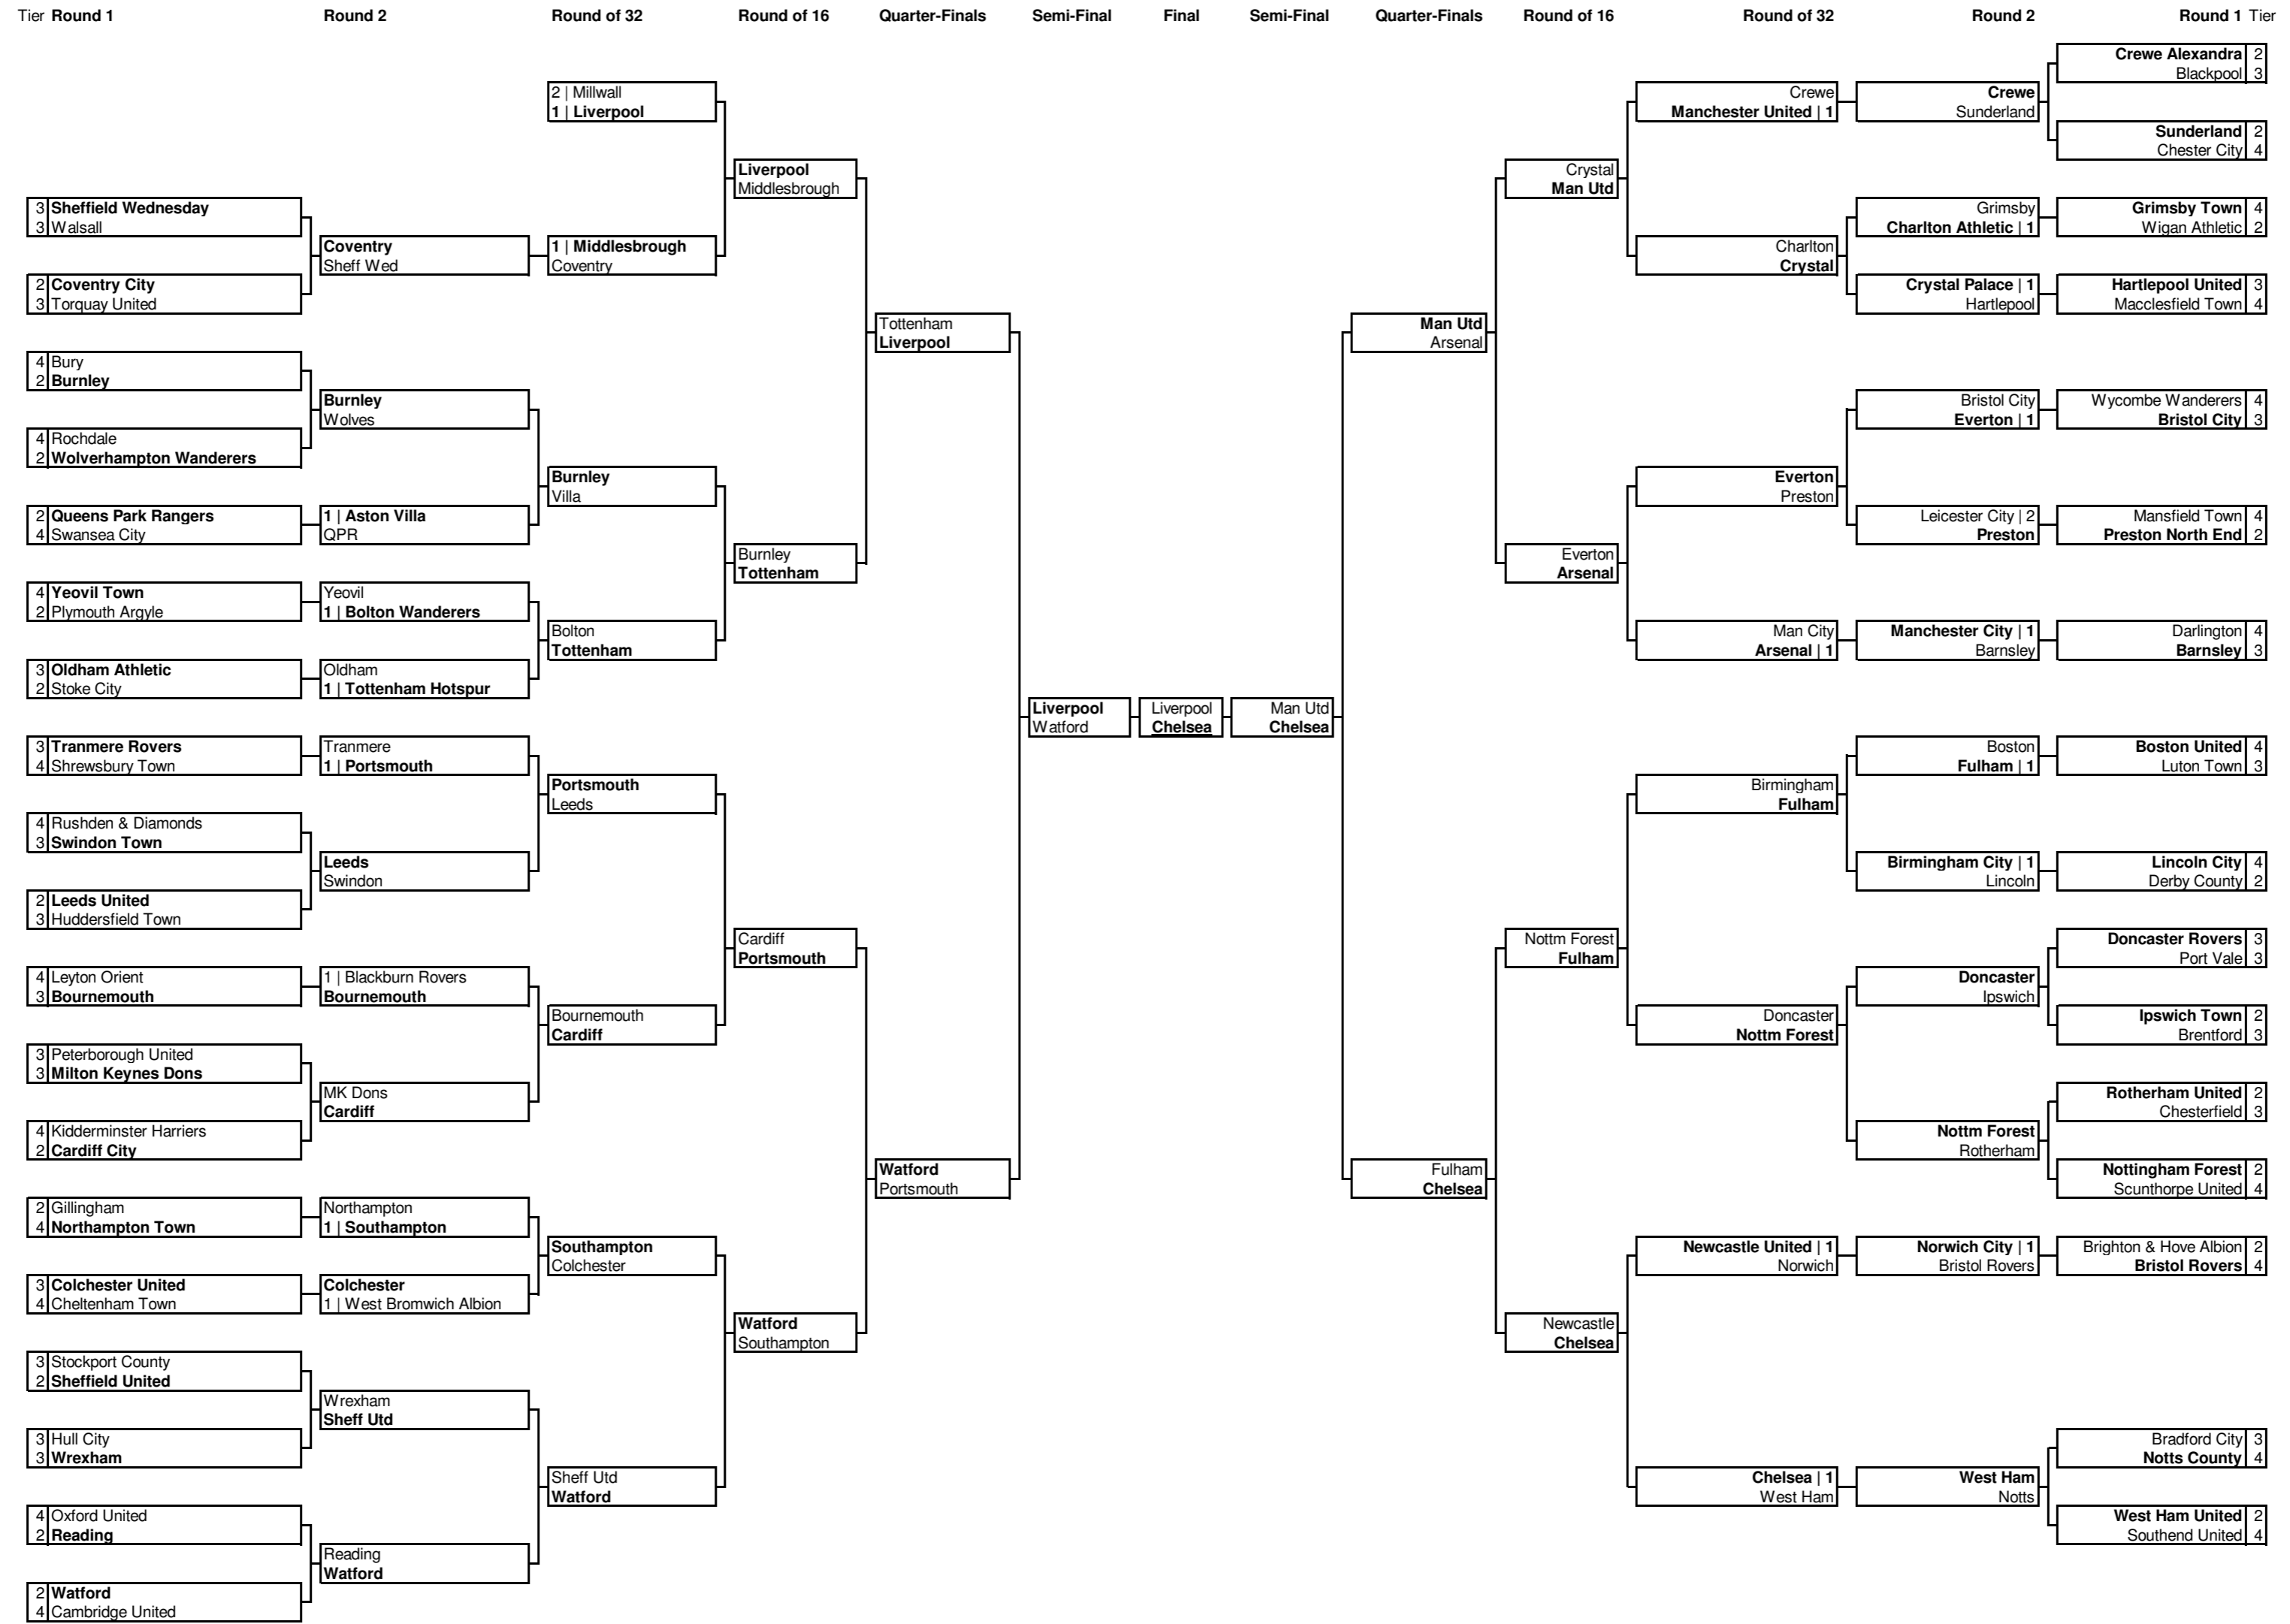 Tier Round 1 Round 2 Round of 32 Round of 16 Quarter-Finals Semi-Final Final Semi-Final Quarter-Finals Round of 16 Round of 32 Round 2 Round 1 Tier
3 Sheffield Wednesday
3 Walsall
2 Coventry City
3 Torquay United
4 Bury
2 Burnley
4 Rochdale
2 Wolverhampton Wanderers
2 Queens Park Rangers
4 Swansea City
4 Yeovil Town
2 Plymouth Argyle
3 Oldham Athletic
2 Stoke City
3 Tranmere Rovers
4 Shrewsbury Town
4 Rushden & Diamonds
3 Swindon Town
2 Leeds United
3 Huddersfield Town
4 Leyton Orient
3 Bournemouth
3 Peterborough United
3 Milton Keynes Dons
4 Kidderminster Harriers
2 Cardiff City
2 Gillingham
4 Northampton Town
3 Colchester United
4 Cheltenham Town
3 Stockport County
2 Sheffield United
3 Hull City
3 Wrexham
4 Oxford United
2 Reading
2 Watford
4 Cambridge United
Coventry
Sheff Wed
Burnley
Wolves
1 | Aston Villa
QPR
Yeovil
1 | Bolton Wanderers
Oldham
1 | Tottenham Hotspur
Tranmere
1 | Portsmouth
Leeds
Swindon
1 | Blackburn Rovers
Bournemouth
MK Dons
Cardiff
Northampton
1 | Southampton
Colchester
1 | West Bromwich Albion
Wrexham
Sheff Utd
Reading
Watford
2 | Millwall
1 | Liverpool
1 | Middlesbrough
Coventry
Burnley
Villa
Bolton
Tottenham
Portsmouth
Leeds
Bournemouth
Cardiff
Southampton
Colchester
Sheff Utd
Watford
Liverpool
Middlesbrough
Burnley
Tottenham
Cardiff
Portsmouth
Watford
Southampton
Tottenham
Liverpool
Watford
Portsmouth
Liverpool
Watford
Liverpool
Chelsea
Man Utd
Chelsea
Man Utd
Arsenal
Fulham
Chelsea
Crystal
Man Utd
Everton
Arsenal
Nottm Forest
Fulham
Newcastle
Chelsea
Crewe
Manchester United | 1
Charlton
Crystal
Everton
Preston
Man City
Arsenal | 1
Birmingham
Fulham
Doncaster
Nottm Forest
Newcastle United | 1
Norwich
Chelsea | 1
West Ham
Crewe
Sunderland
Grimsby
Charlton Athletic | 1
Crystal Palace | 1
Hartlepool
Bristol City
Everton | 1
Leicester City | 2
Preston
Manchester City | 1
Barnsley
Boston
Fulham | 1
Birmingham City | 1
Lincoln
Doncaster
Ipswich
Nottm Forest
Rotherham
Norwich City | 1
Bristol Rovers
West Ham
Notts
Crewe Alexandra 2
Blackpool 3
Sunderland 2
Chester City 4
Grimsby Town 4
Wigan Athletic 2
Hartlepool United 3
Macclesfield Town 4
Wycombe Wanderers 4
Bristol City 3
Mansfield Town 4
Preston North End 2
Darlington 4
Barnsley 3
Boston United 4
Luton Town 3
Lincoln City 4
Derby County 2
Doncaster Rovers 3
Port Vale 3
Ipswich Town 2
Brentford 3
Rotherham United 2
Chesterfield 3
Nottingham Forest 2
Scunthorpe United 4
Brighton & Hove Albion 2
Bristol Rovers 4
Bradford City 3
Notts County 4
West Ham United 2
Southend United 4